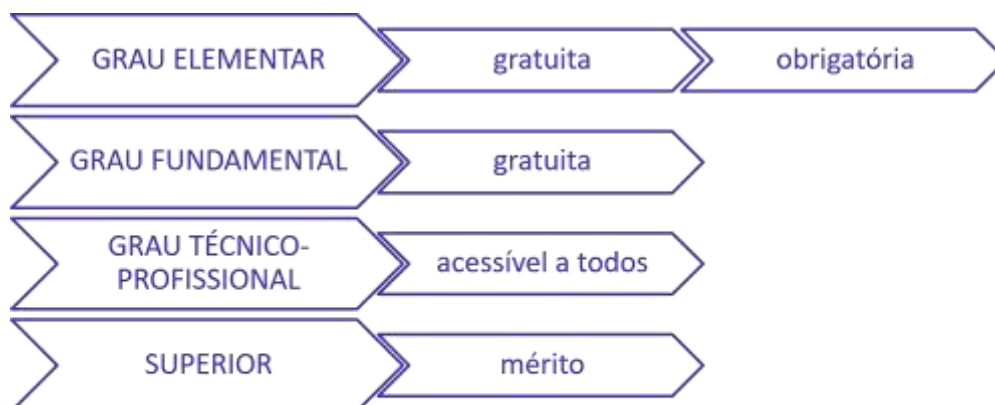 GRAU ELEMENTAR gratuita obrigatória
GRAU FUNDAMENTAL gratuita
GRAU TÉCNICO-
PROFISSIONAL acessível a todos
SUPERIOR mérito